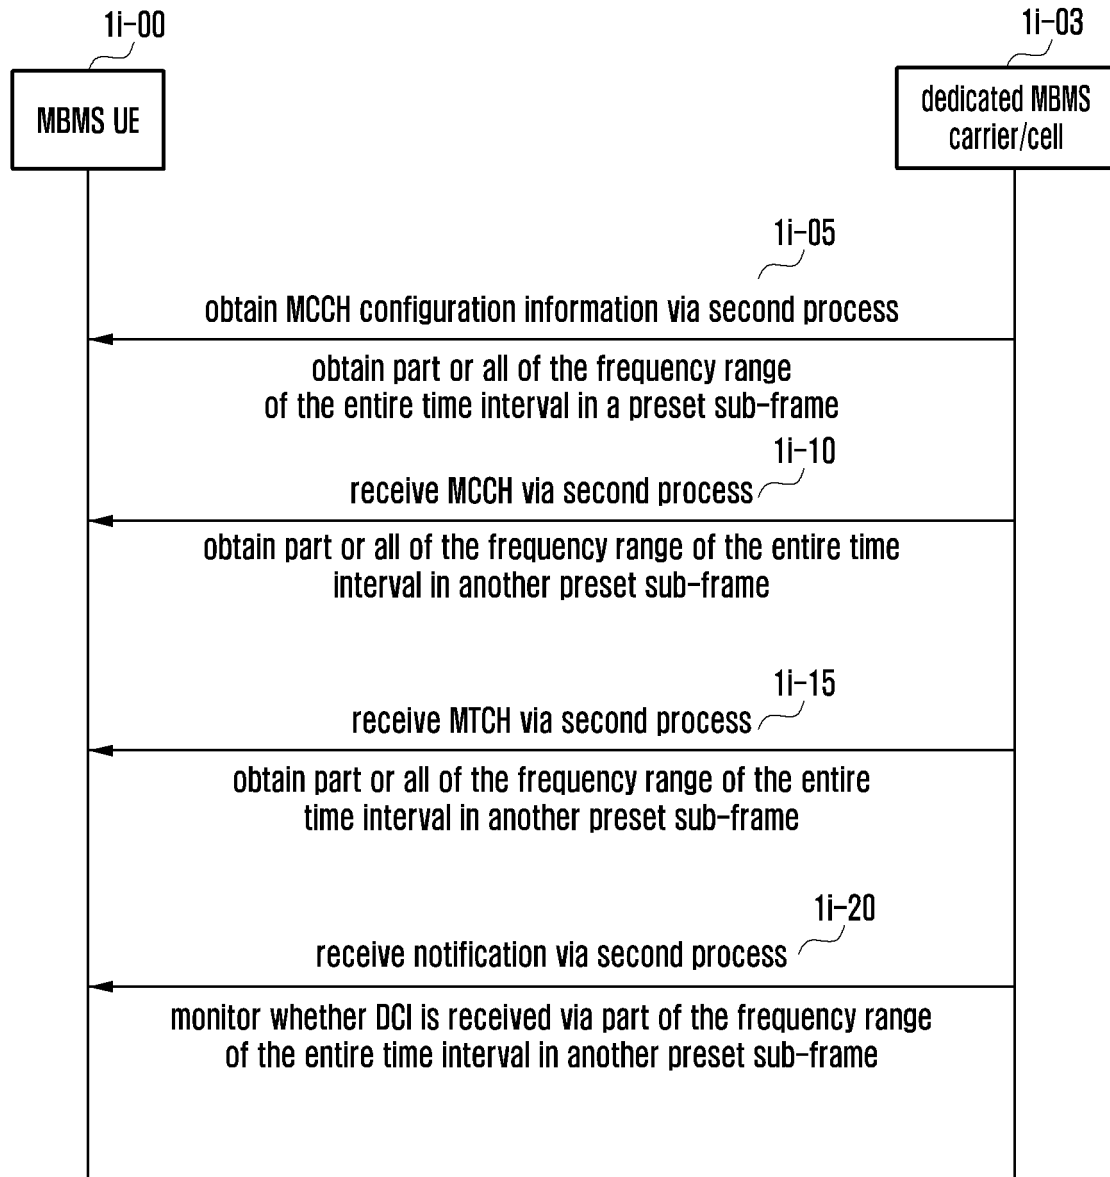 1i-00
1i-03
MBMS UE
dedicated MBMS
carrier/cell
1i-05
obtain MCCH configuration information via second process
obtain part or all of the frequency range
of the entire time interval in a preset sub-frame
1i-10
receive MCCH via second process
obtain part or all of the frequency range of the entire time
interval in another preset sub-frame
1i-15
receive MTCH via second process
obtain part or all of the frequency range of the entire
time interval in another preset sub-frame
1i-20
receive notification via second process
monitor whether DCI is received via part of the frequency range
of the entire time interval in another preset sub-frame